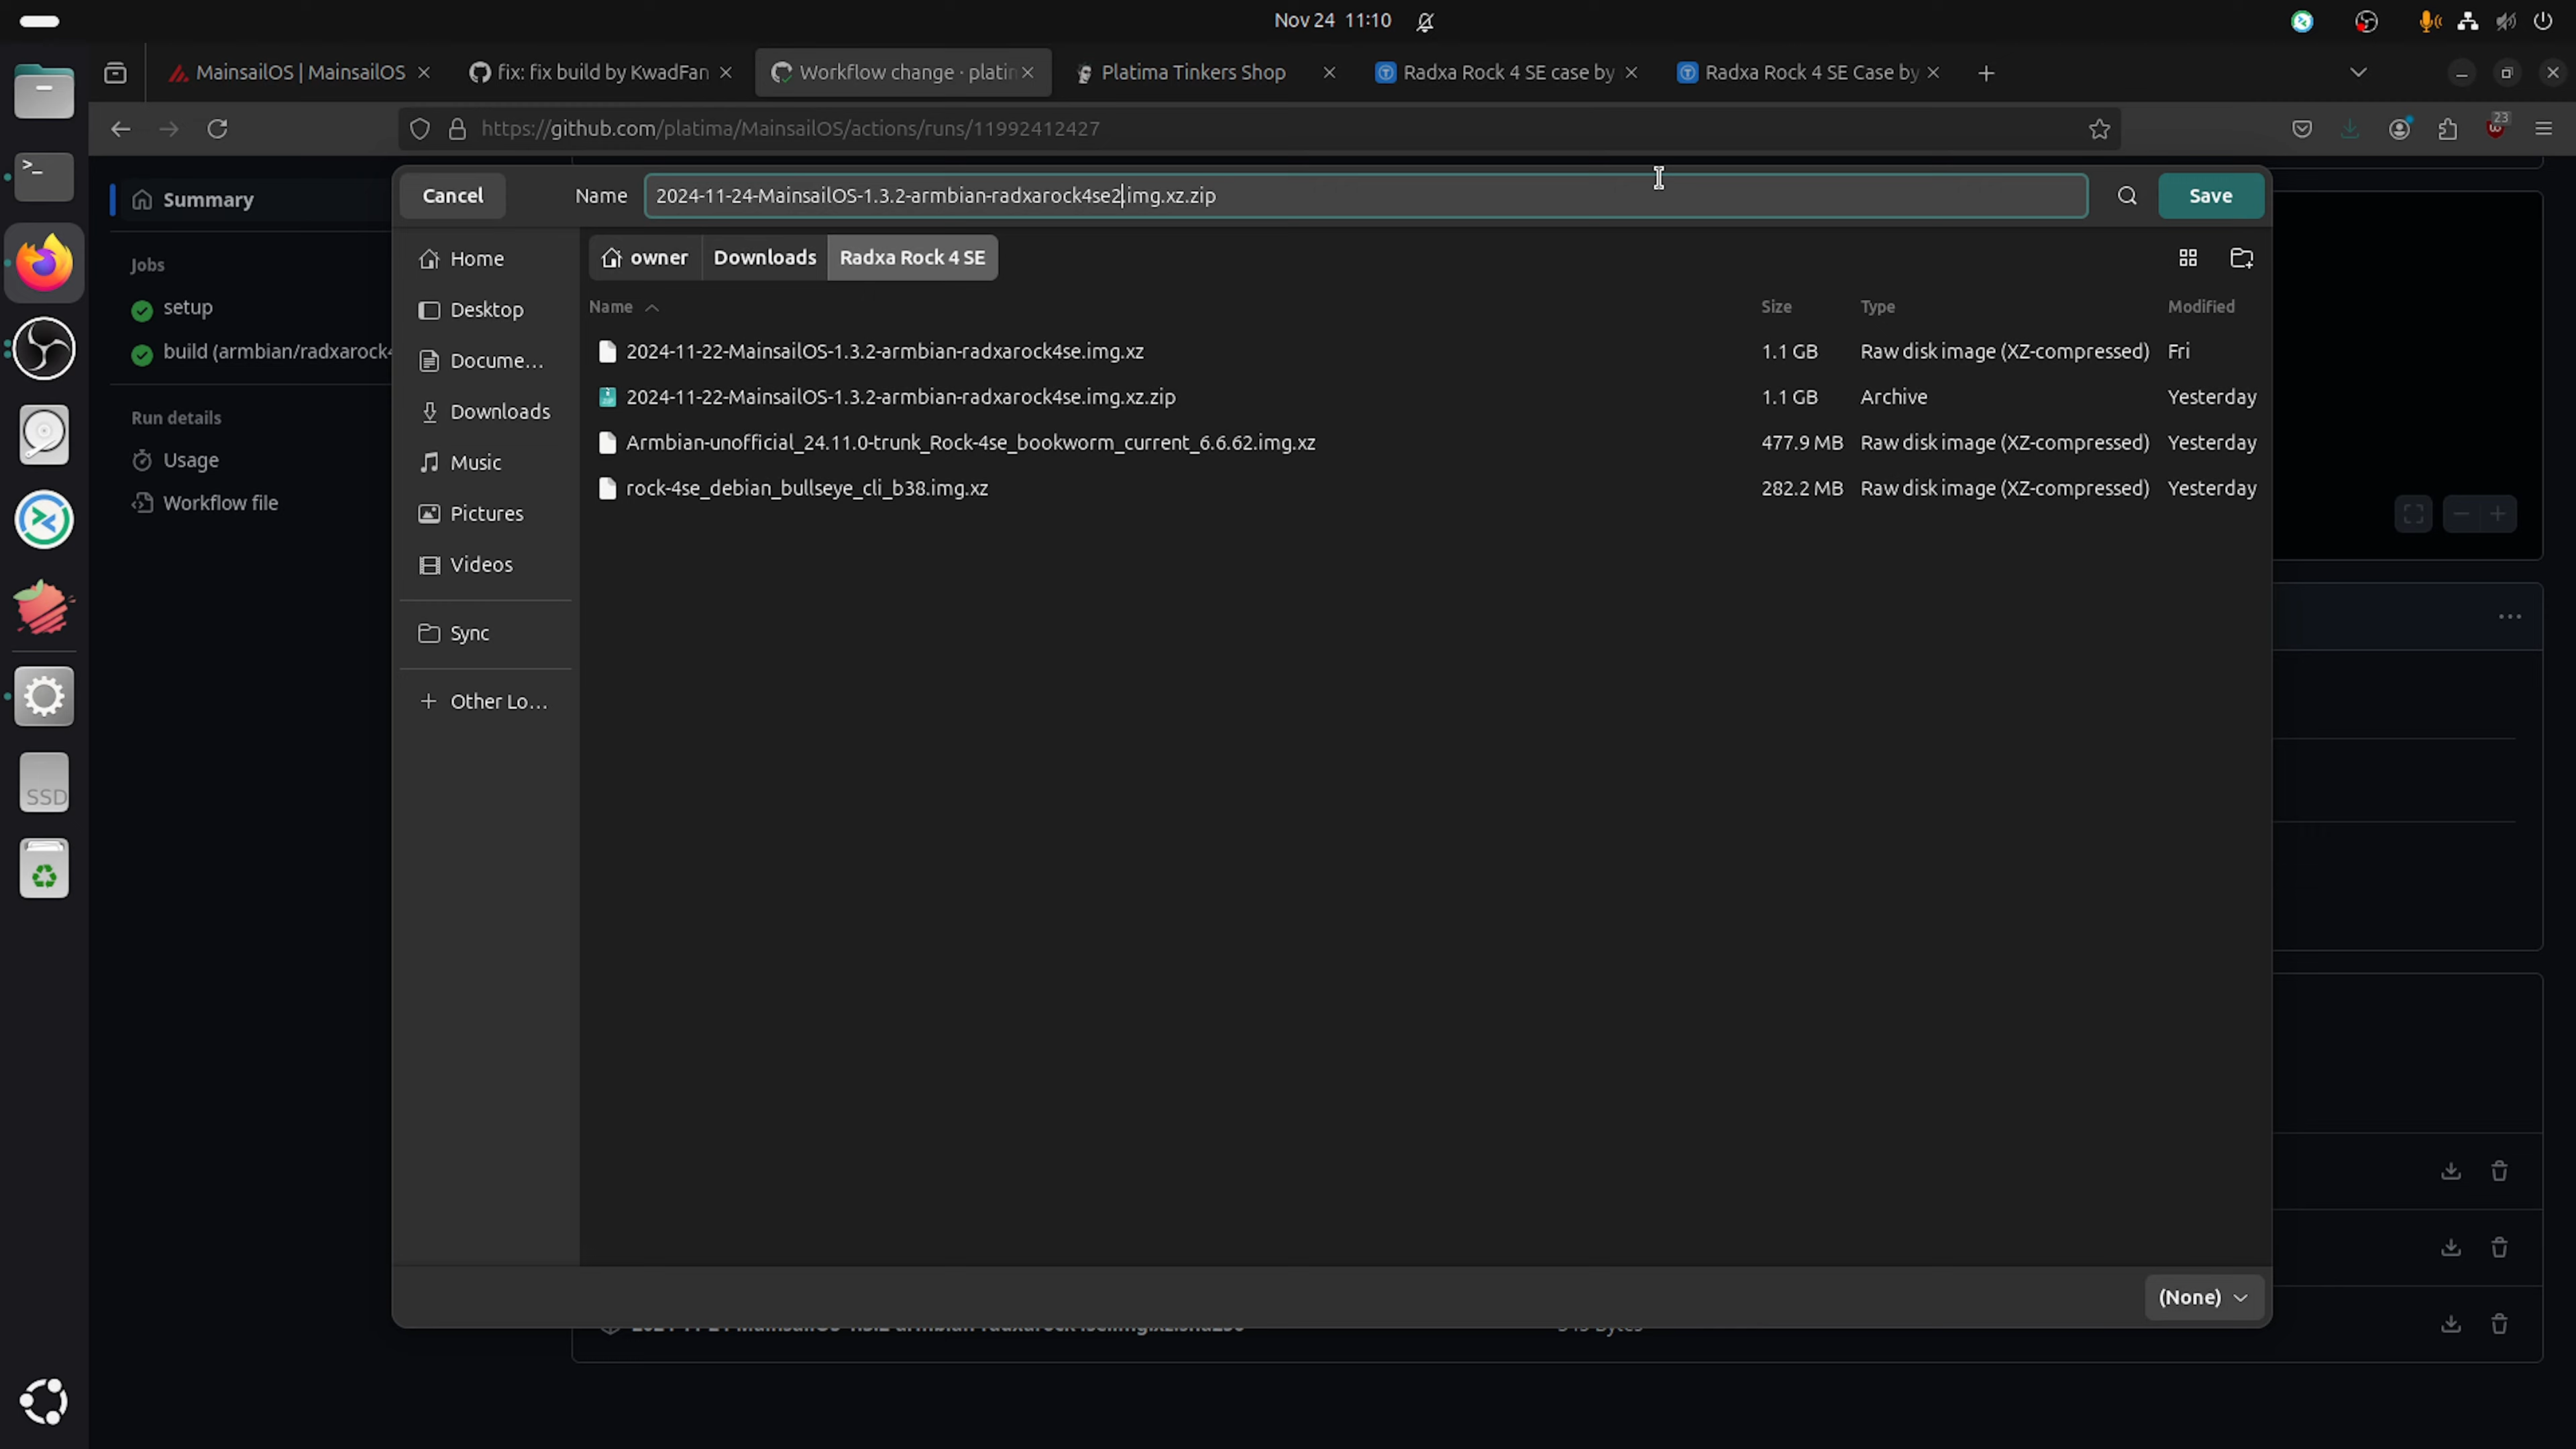 Nov 24 11:10
MainsailOS | MainsailOS
fix: fix build by KwadFan
Workflow change · platin
Platima Tinkers Shop
Radxa Rock 4 SE case by
Radxa Rock 4 SE Case by
https://github.com/platima/MainsailOS/actions/runs/11992412427
23
Summary
Jobs
setup
build (armbian/radxarock4
Run details
Usage
Workflow file
Cancel
Name
2024-11-24-MainsailOS-1.3.2-armbian-radxarock4se2.img.xz.zip
Save
Home
Desktop
Docume...
Downloads
Music
Pictures
Videos
Sync
Other Lo...
owner
Downloads
Radxa Rock 4 SE
Name Size Type Modified
2024-11-22-MainsailOS-1.3.2-armbian-radxarock4se.img.xz 1.1 GB Raw disk image (XZ-compressed) Fri
2024-11-22-MainsailOS-1.3.2-armbian-radxarock4se.img.xz.zip 1.1 GB Archive Yesterday
Armbian-unofficial_24.11.0-trunk_Rock-4se_bookworm_current_6.6.62.img.xz 477.9 MB Raw disk image (XZ-compressed) Yesterday
rock-4se_debian_bullseye_cli_b38.img.xz 282.2 MB Raw disk image (XZ-compressed) Yesterday
(None)
SSD